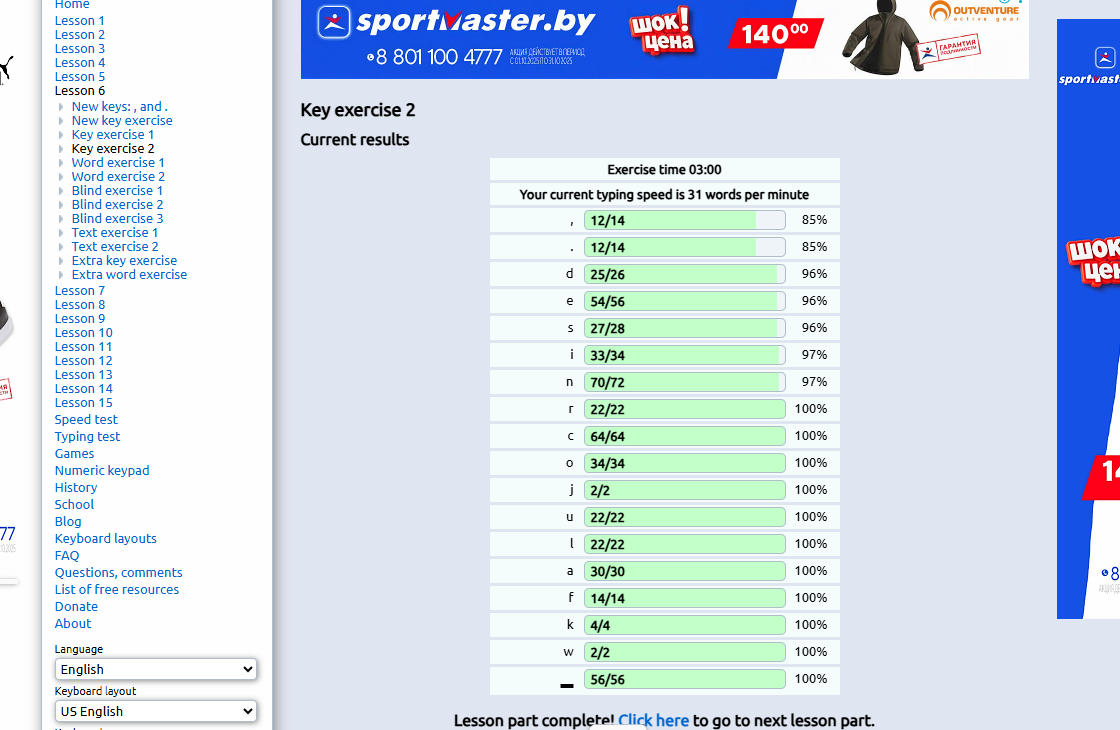 Home
Lesson 1
Lesson 2
Lesson 3
Lesson 4
Lesson 5
Lesson 6
New keys: , and .
New key exercise
Key exercise 1
Key exercise 2
Word exercise 1
Word exercise 2
Blind exercise 1
Blind exercise 2
Blind exercise 3
Text exercise 1
Text exercise 2
Extra key exercise
Extra word exercise
Lesson 7
Lesson 8
Lesson 9
Lesson 10
Lesson 11
Lesson 12
Lesson 13
Lesson 14
Lesson 15
Speed test
Typing test
Games
Numeric keypad
History
School
Blog
Keyboard layouts
FAQ
Questions, comments
List of free resources
Donate
About
Language
English
Keyboard layout
US English
sportmaster.by
8 801 100 4777
АКЦИЯ ДЕЙСТВУЕТ В ПЕРИОД
С 01.10.2025 ПО 31.10.2025
ШОК!
цена
140⁰⁰
OUTVENTURE
active gear
ГАРАНТИЯ
ПОДЛИННОСТИ
Key exercise 2
Current results
Exercise time 03:00
Your current typing speed is 31 words per minute
, 12/14 85%
. 12/14 85%
d 25/26 96%
e 54/56 96%
s 27/28 96%
i 33/34 97%
n 70/72 97%
r 22/22 100%
c 64/64 100%
o 34/34 100%
j 2/2 100%
u 22/22 100%
l 22/22 100%
a 30/30 100%
f 14/14 100%
k 4/4 100%
w 2/2 100%
▂ 56/56 100%
Lesson part complete! Click here to go to next lesson part.
77
sportmast
шок
цен
14
8